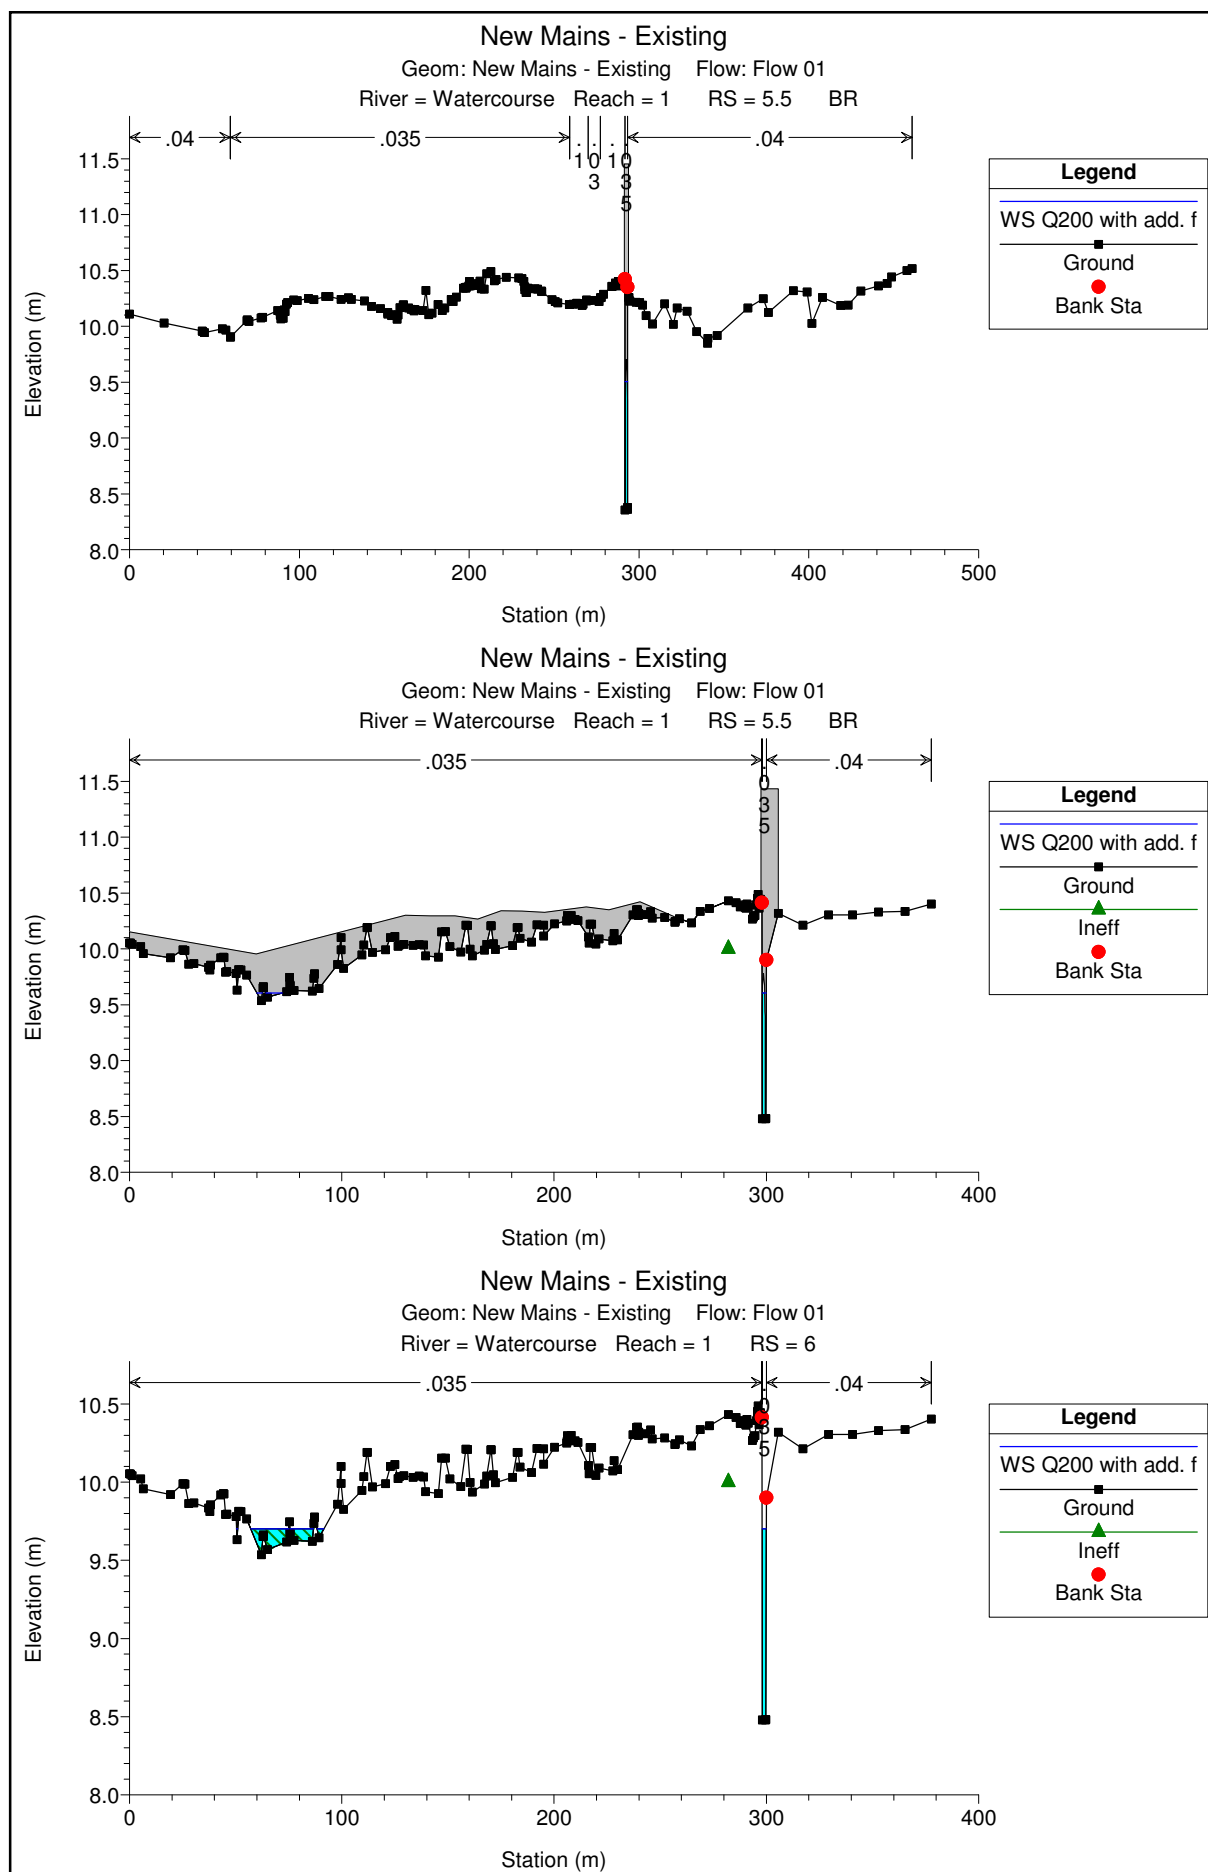 New Mains - Existing
Geom: New Mains - Existing Flow: Flow 01
River = Watercourse Reach = 1 RS = 5.5 BR
.04
.035
.1
.03
.1
.035
.04
11.5
11.0
10.5
10.0
9.5
9.0
8.5
8.0
Elevation (m)
0 100 200 300 400 500
Station (m)
Legend
WS Q200 with add. f
Ground
Bank Sta
New Mains - Existing
Geom: New Mains - Existing Flow: Flow 01
River = Watercourse Reach = 1 RS = 5.5 BR
.035
.035
.04
11.5
11.0
10.5
10.0
9.5
9.0
8.5
8.0
Elevation (m)
0 100 200 300 400
Station (m)
Legend
WS Q200 with add. f
Ground
Ineff
Bank Sta
New Mains - Existing
Geom: New Mains - Existing Flow: Flow 01
River = Watercourse Reach = 1 RS = 6
.035
.035
.04
10.5
10.0
9.5
9.0
8.5
8.0
Elevation (m)
0 100 200 300 400
Station (m)
Legend
WS Q200 with add. f
Ground
Ineff
Bank Sta